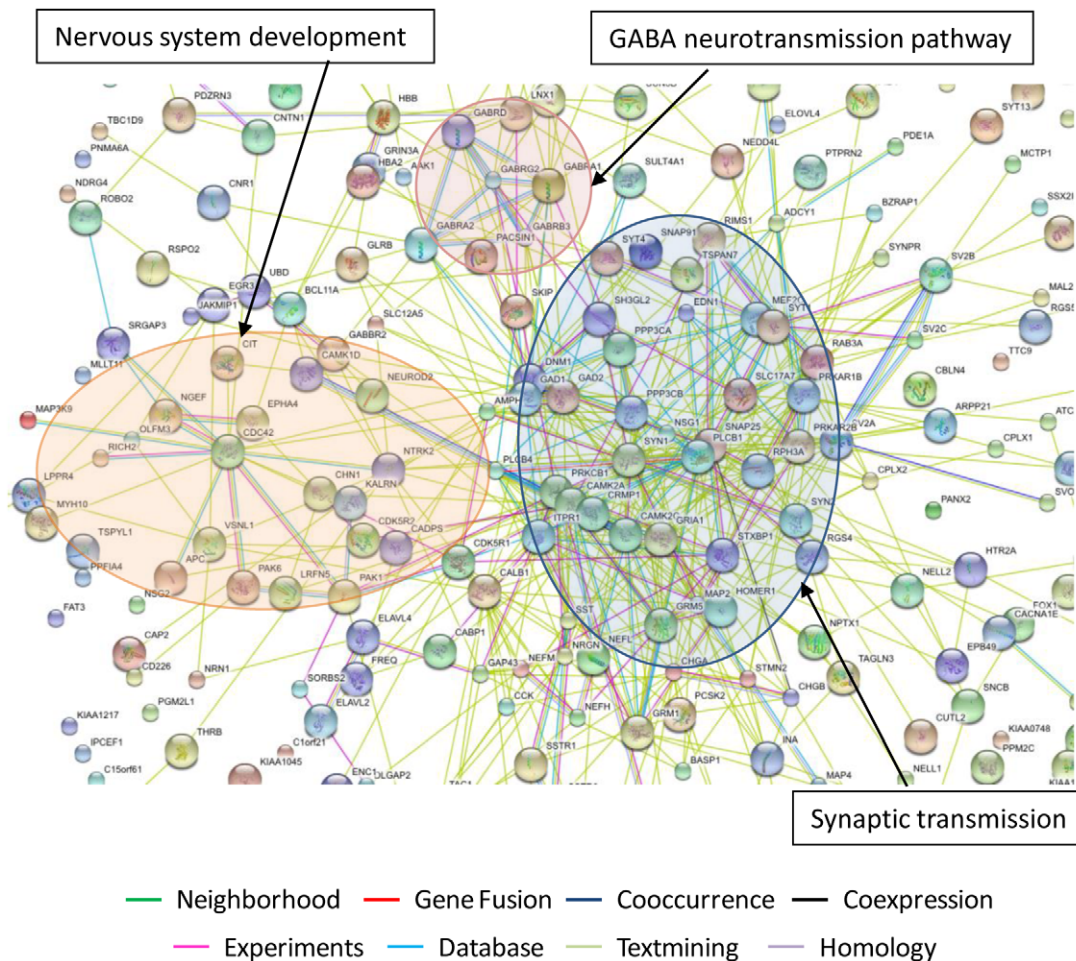 Nervous system development
GABA neurotransmission pathway
PDZRN3
HBB
LNX1
TBC1D9
CNTN1
GABRD
ELOVL4
SYT13
PNMA6A
GRIN3A
HBA2
AAK1
GABRG2
GABRA1
SULT4A1
NEDD4L
PTPRN2
PDE1A
MCTP1
NDRG4
ROBO2
CNR1
GABRA2
PACSIN1
GABRB3
SNAP91
RIMS1
ADCY1
BZRAP1
RSPO2
GLRB
SYT4
TSPAN7
SYNPR
SV2B
EGR3
UBD
BCL11A
JAKMIP1
SKIP
SH3GL2
EDN1
MAL2
SRGAP3
SLC12A5
PPP3CA
SV2C
RGS5
MLLT11
CIT
GABBR2
CAMK1D
DNM1
RAB3A
TTC9
NEUROD2
GAD1
GAD2
SLC17A7
PRKAR1B
CBLN4
MAP3K9
NGEF
EPHA4
AMPH
PPP3CB
NSG1
SNAP25
PRKAR2B
SV2A
ARPP21
OLFM3
CDC42
SYN1
PLCB1
CPLX1
RICH2
PLCB4
RPH3A
CPLX2
LPPR4
NTRK2
PRKCB1
CHN1
KALRN
CAMK2A
CRMP1
SYN2
PANX2
MYH10
VSNL1
CDK5R2
CADPS
ITPR1
CAMK2G
GRIA1
TSPYL1
STXBP1
RGS4
PPFIA4
APC
PAK6
LRFN5
PAK1
CDK5R1
HTR2A
NSG2
CALB1
MAP2
HOMER1
NELL2
FAT3
SST
GRM5
FOX1
CACNA1E
CAP2
ELAVL4
CABP1
NRGN
NEFL
NPTX1
EPB49
CD226
NRN1
FREQ
GAP43
NEFM
CHGA
STMN2
TAGLN3
PGM2L1
SORBS2
CCK
NEFH
PCSK2
CHGB
SNCB
KIAA1217
ELAVL2
GRM1
CUTL2
THRB
KIAA0748
IPCEF1
C1orf21
SSTR1
INA
PPM2C
C15orf61
KIAA1045
ENC1
BASP1
MAP4
NELL1
Synaptic transmission
Neighborhood Gene Fusion Cooccurrence Coexpression
Experiments Database Textmining Homology